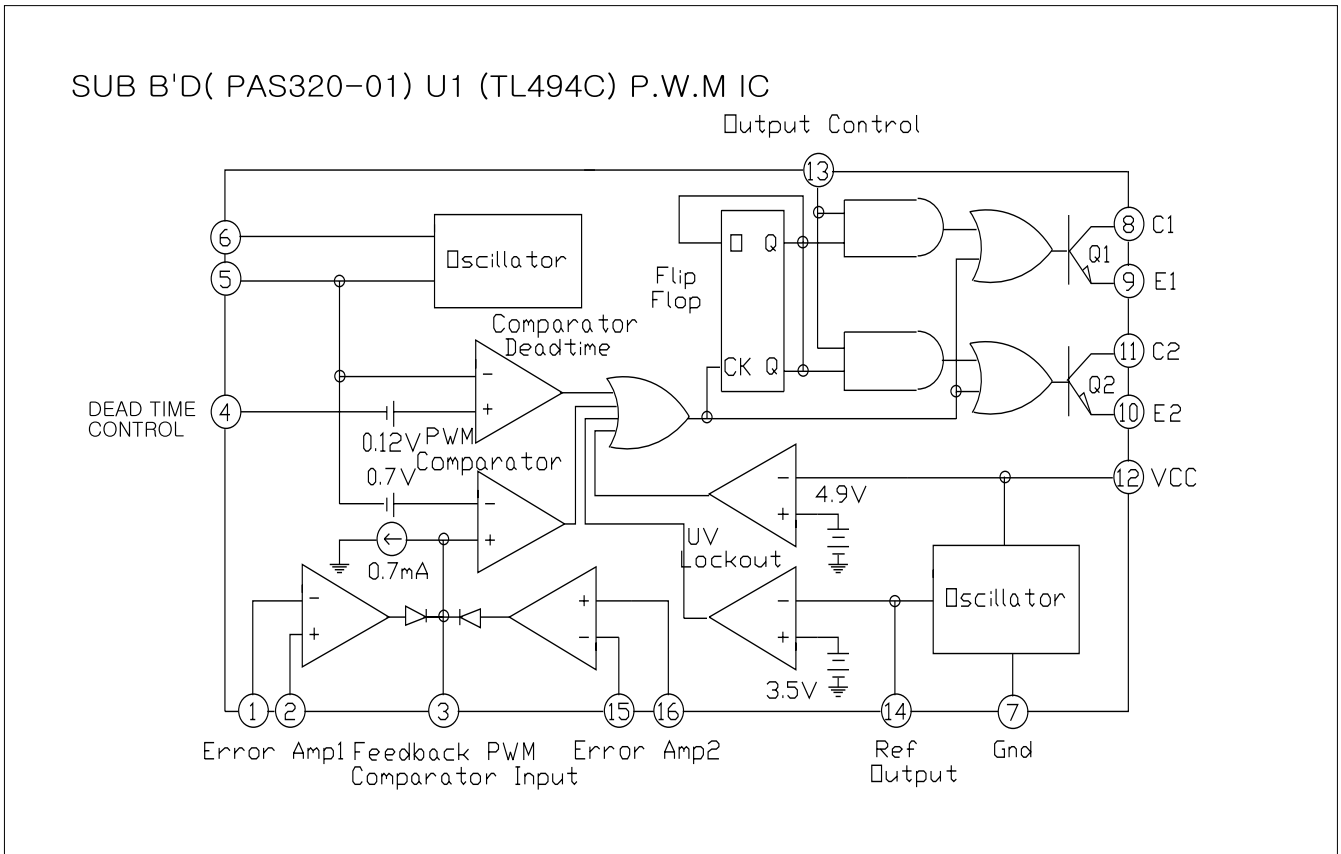 SUB B'D( PAS320-01) U1 (TL494C) P.W.M IC
Output Control
13
6
5
Oscillator
Flip
Flop
D Q
CK Q
8 C1
Q1
9 E1
Comparator
Deadtime
-
+
11 C2
Q2
10 E2
DEAD TIME
CONTROL
4
0.12V
PWM
Comparator
0.7V
-
+
0.7mA
-
+
4.9V
12 VCC
UV
Lockout
-
+
3.5V
Oscillator
-
+
+
-
1
2
3
15
16
14
7
Error Amp1
Feedback PWM
Comparator Input
Error Amp2
Ref
Output
Gnd